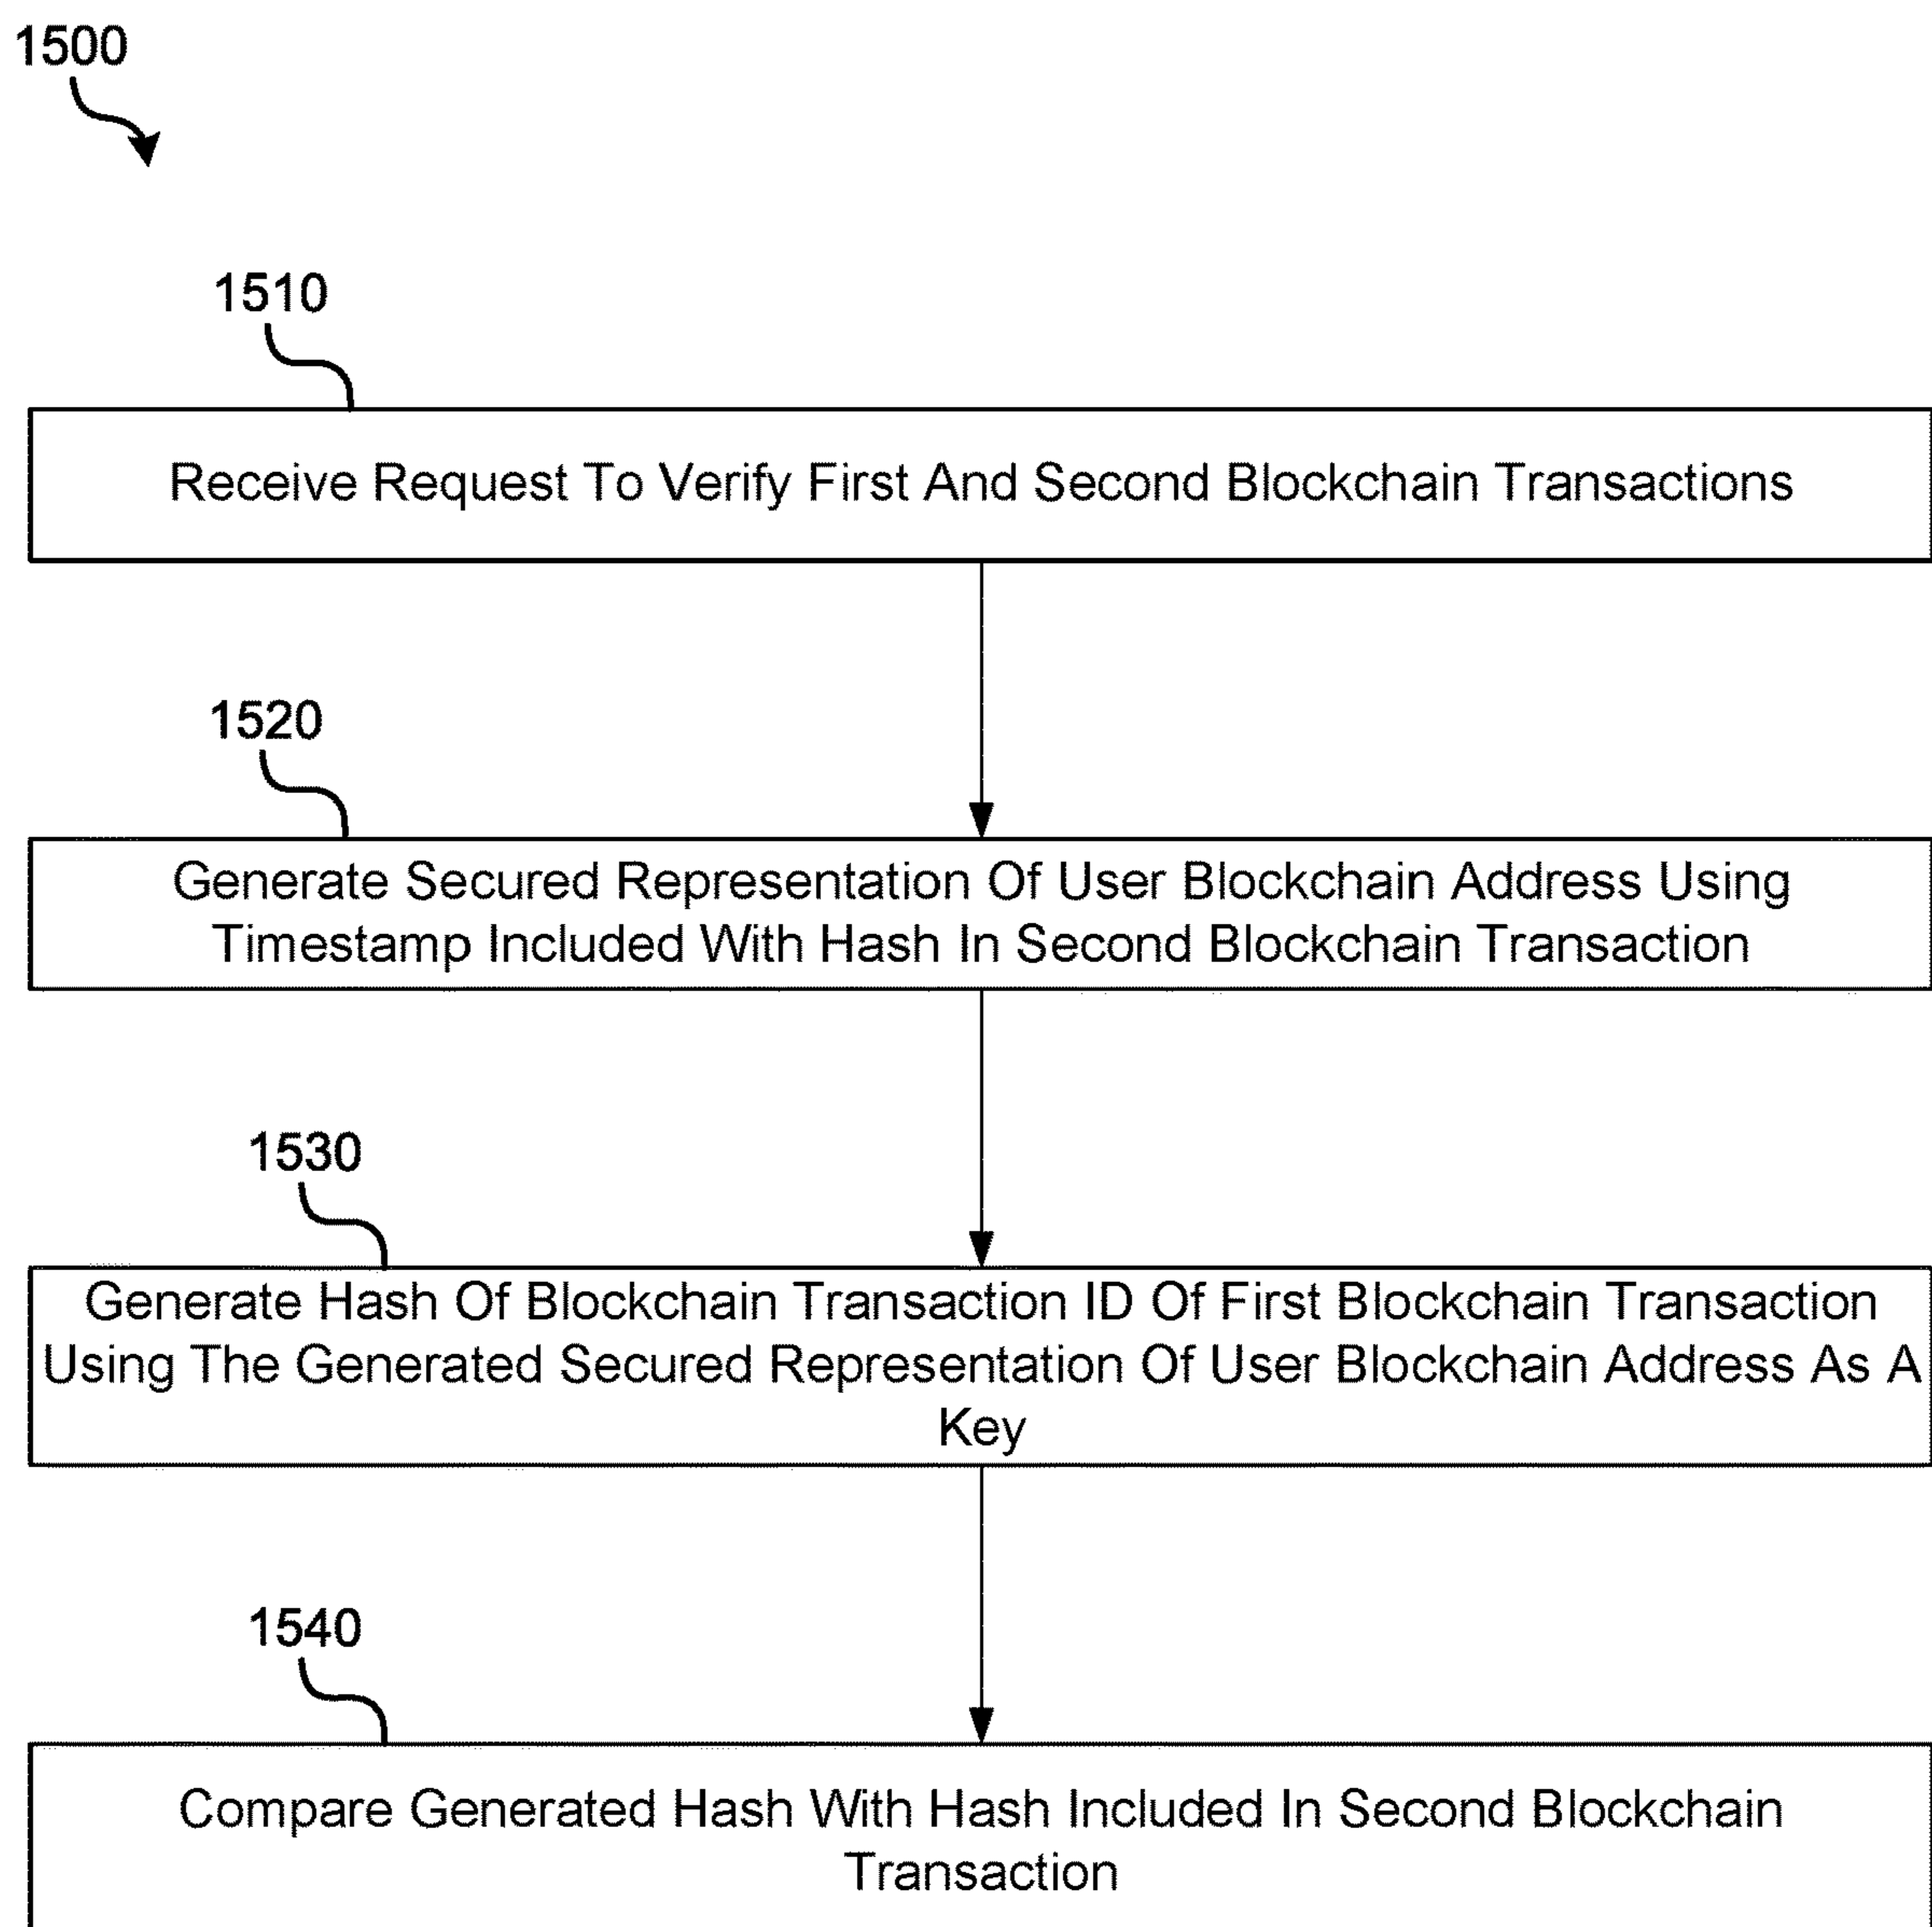 1500
1510
Receive Request To Verify First And Second Blockchain Transactions
1520
Generate Secured Representation Of User Blockchain Address Using
Timestamp Included With Hash In Second Blockchain Transaction
1530
Generate Hash Of Blockchain Transaction ID Of First Blockchain Transaction
Using The Generated Secured Representation Of User Blockchain Address As A
Key
1540
Compare Generated Hash With Hash Included In Second Blockchain
Transaction